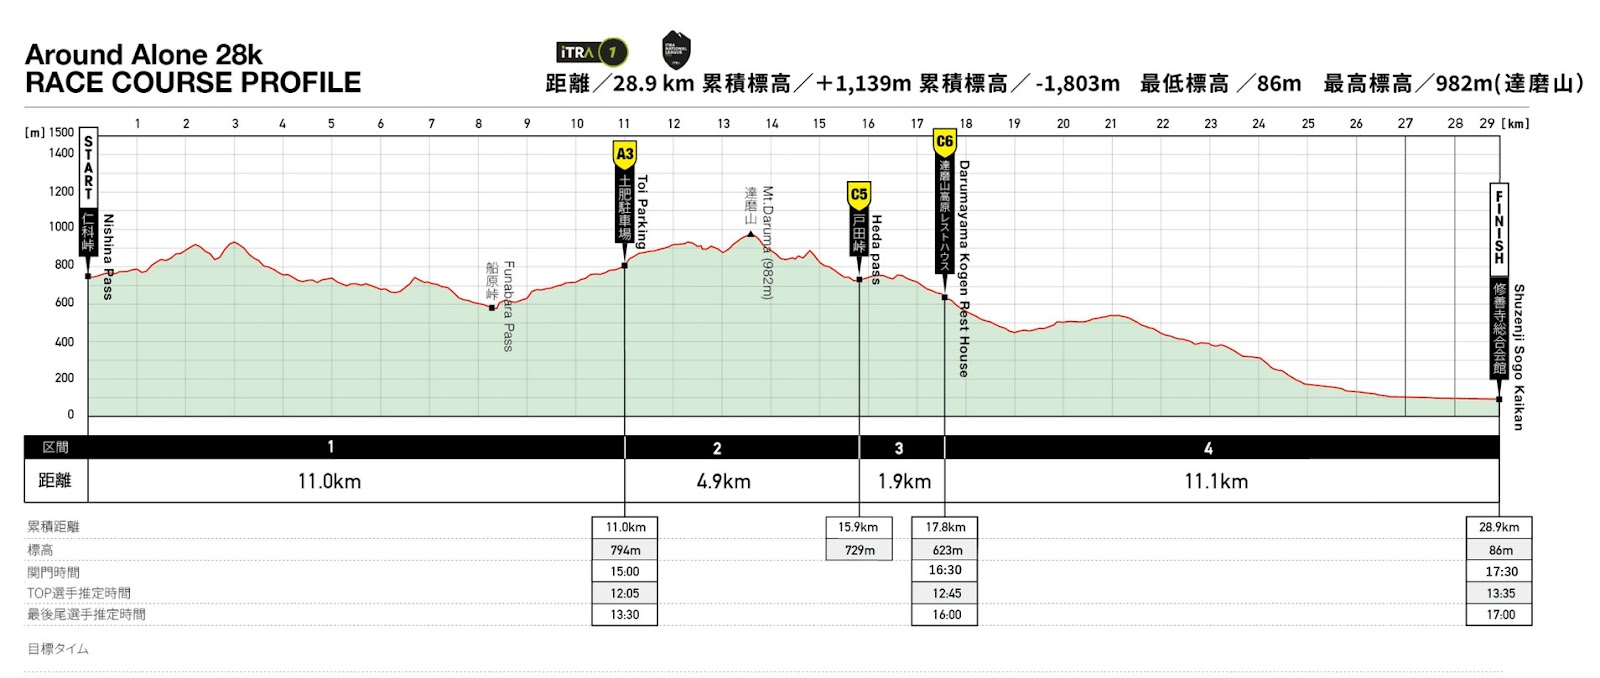 Around Alone 28k
RACE COURSE PROFILE
iTRA 1
ITRA NATIONAL LEAGUE
距離／28.9 km 累積標高／＋1,139m 累積標高／ -1,803m 最低標高 ／86m 最高標高／982m(達磨山)
[m] 1500
1 2 3 4 5 6 7 8 9 10 11 12 13 14 15 16 17 18 19 20 21 22 23 24 25 26 27 28 29 [km]
1400
1200
1000
800
600
400
200
0
START
仁科峠
Nishina Pass
船原峠
Funabara Pass
A3
土肥駐車場
Toi Parking
達磨山
Mt.Daruma (982m)
C5
戸田峠
Heda pass
C6
達磨山高原レストハウス
Darumayama Kogen Rest House
FINISH
修善寺総合会館
Shuzenji Sogo Kaikan
区間 1 2 3 4
距離 11.0km 4.9km 1.9km 11.1km
累積距離 11.0km 15.9km 17.8km 28.9km
標高 794m 729m 623m 86m
関門時間 15:00 16:30 17:30
TOP選手推定時間 12:05 12:45 13:35
最後尾選手推定時間 13:30 16:00 17:00
目標タイム